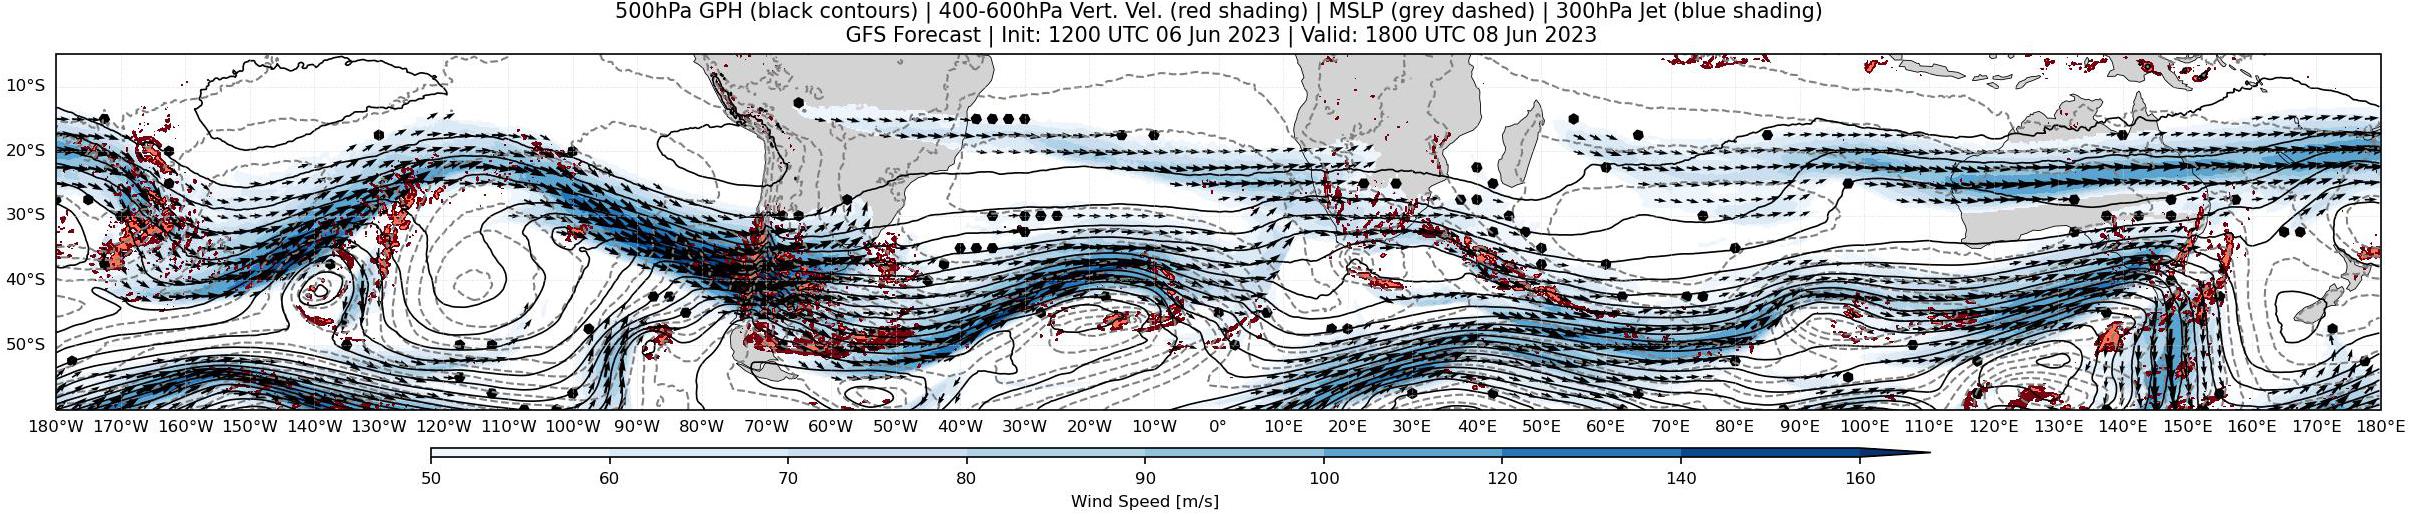 500hPa GPH (black contours) | 400-600hPa Vert. Vel. (red shading) | MSLP (grey dashed) | 300hPa Jet (blue shading)
GFS Forecast | Init: 1200 UTC 06 Jun 2023 | Valid: 1800 UTC 08 Jun 2023
10°S
20°S
30°S
40°S
50°S
180°W 170°W 160°W 150°W 140°W 130°W 120°W 110°W 100°W 90°W 80°W 70°W 60°W 50°W 40°W 30°W 20°W 10°W 0° 10°E 20°E 30°E 40°E 50°E 60°E 70°E 80°E 90°E 100°E 110°E 120°E 130°E 140°E 150°E 160°E 170°E 180°E
50 60 70 80 90 100 120 140 160
Wind Speed [m/s]